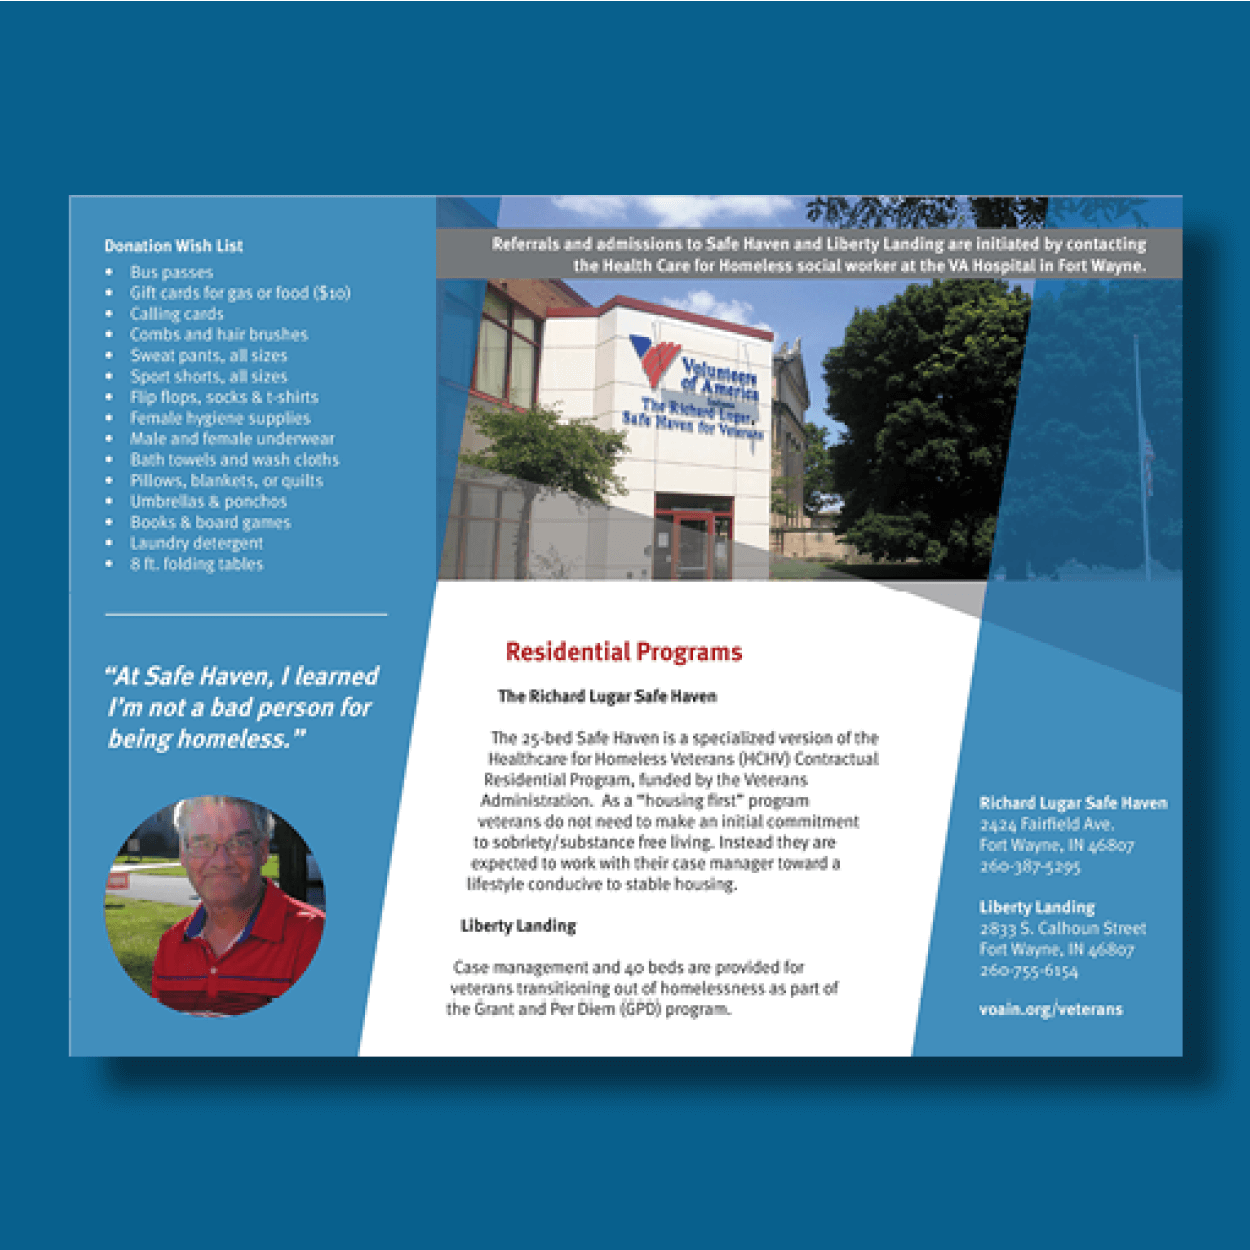 Donation Wish List
• Bus passes
• Gift cards for gas or food ($10)
• Calling cards
• Combs and hair brushes
• Sweat pants, all sizes
• Sport shorts, all sizes
• Flip flops, socks & t-shirts
• Female hygiene supplies
• Male and female underwear
• Bath towels and wash cloths
• Pillows, blankets, or quilts
• Umbrellas & ponchos
• Books & board games
• Laundry detergent
• 8 ft. folding tables
“At Safe Haven, I learned
I’m not a bad person for
being homeless.”
Referrals and admissions to Safe Haven and Liberty Landing are initiated by contacting
the Health Care for Homeless social worker at the VA Hospital in Fort Wayne.
Volunteers
of America
Indiana
The Richard Lugar
Safe Haven for Veterans
Residential Programs
The Richard Lugar Safe Haven
The 25-bed Safe Haven is a specialized version of the
Healthcare for Homeless Veterans (HCHV) Contractual
Residential Program, funded by the Veterans
Administration. As a “housing first” program
veterans do not need to make an initial commitment
to sobriety/substance free living. Instead they are
expected to work with their case manager toward a
lifestyle conducive to stable housing.
Liberty Landing
Case management and 40 beds are provided for
veterans transitioning out of homelessness as part of
the Grant and Per Diem (GPD) program.
Richard Lugar Safe Haven
2424 Fairfield Ave.
Fort Wayne, IN 46807
260-387-5295
Liberty Landing
2833 S. Calhoun Street
Fort Wayne, IN 46807
260-755-6154
voain.org/veterans